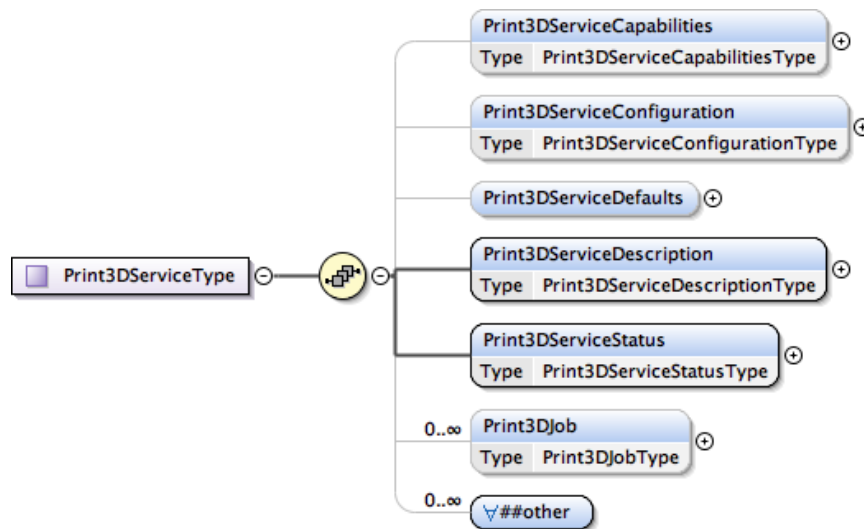 Print3DServiceCapabilities
Type Print3DServiceCapabilitiesType
Print3DServiceConfiguration
Type Print3DServiceConfigurationType
Print3DServiceDefaults
Print3DServiceType
Print3DServiceDescription
Type Print3DServiceDescriptionType
Print3DServiceStatus
Type Print3DServiceStatusType
0..∞
Print3DJob
Type Print3DJobType
0..∞
∀##other